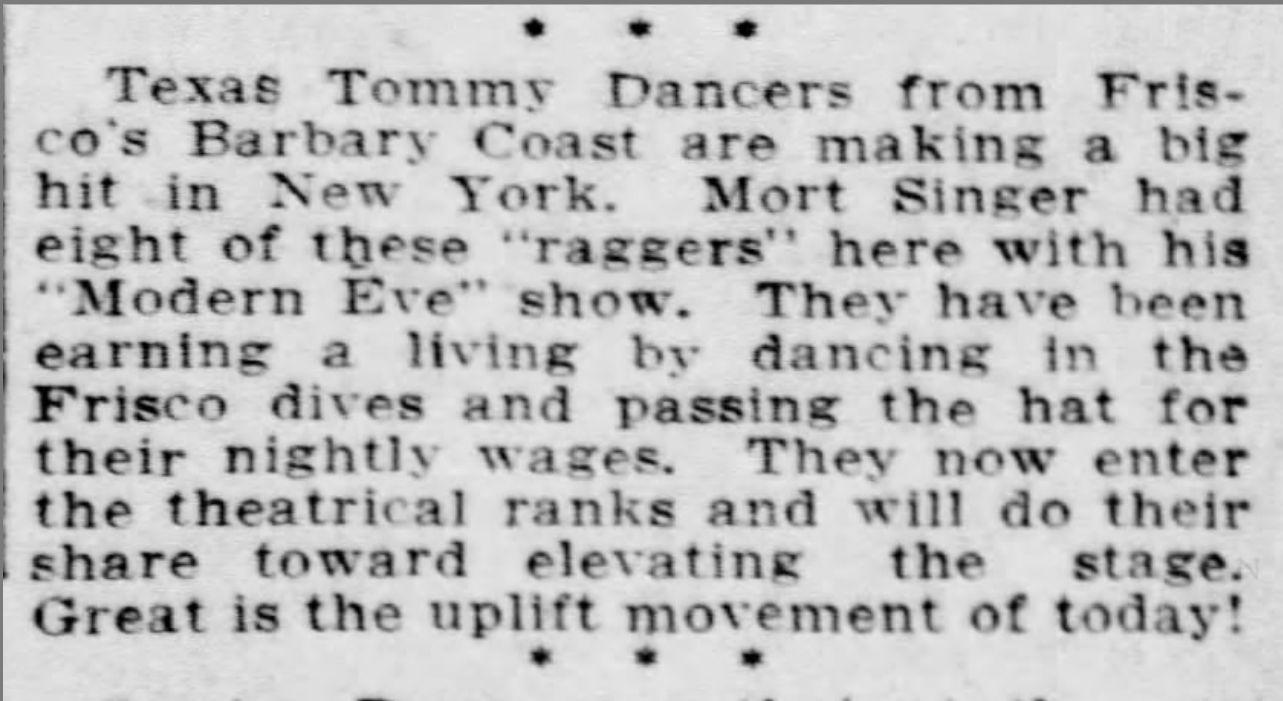 * * *
Texas Tommy Dancers from Fris-
co's Barbary Coast are making a big
hit in New York. Mort Singer had
eight of these "raggers" here with his
"Modern Eve" show. They have been
earning a living by dancing in the
Frisco dives and passing the hat for
their nightly wages. They now enter
the theatrical ranks and will do their
share toward elevating the stage.
Great is the uplift movement of today!
* * *